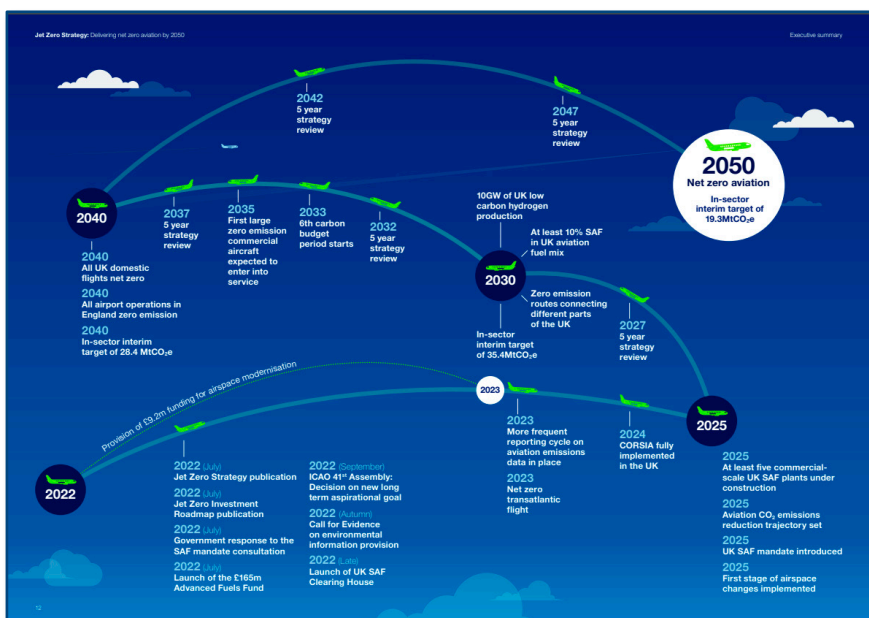 Jet Zero Strategy: Delivering net zero aviation by 2050
Executive summary
2042
5 year
strategy
review
2047
5 year
strategy
review
2050
Net zero aviation
In-sector
interim target of
19.3MtCO₂e
2040
2037
5 year
strategy
review
2035
First large
zero emission
commercial
aircraft
expected to
enter into
service
2033
6th carbon
budget
period starts
2032
5 year
strategy
review
10GW of UK low
carbon hydrogen
production
At least 10% SAF
in UK aviation
fuel mix
2030
Zero emission
routes connecting
different parts
of the UK
In-sector
interim target
of 35.4MtCO₂e
2027
5 year
strategy
review
2040
All UK domestic
flights net zero
2040
All airport operations in
England zero emission
2040
In-sector interim
target of 28.4 MtCO₂e
Provision of £9.2m funding for airspace modernisation
2023
2022
2022 (July)
Jet Zero Strategy publication
2022 (July)
Jet Zero Investment
Roadmap publication
2022 (July)
Government response to the
SAF mandate consultation
2022 (July)
Launch of the £165m
Advanced Fuels Fund
2022 (September)
ICAO 41st Assembly:
Decision on new long
term aspirational goal
2022 (Autumn)
Call for Evidence
on environmental
information provision
2022 (Late)
Launch of UK SAF
Clearing House
2023
More frequent
reporting cycle on
aviation emissions
data in place
2023
Net zero
transatlantic
flight
2024
CORSIA fully
implemented
in the UK
2025
2025
At least five commercial-
scale UK SAF plants under
construction
2025
Aviation CO₂ emissions
reduction trajectory set
2025
UK SAF mandate introduced
2025
First stage of airspace
changes implemented
12